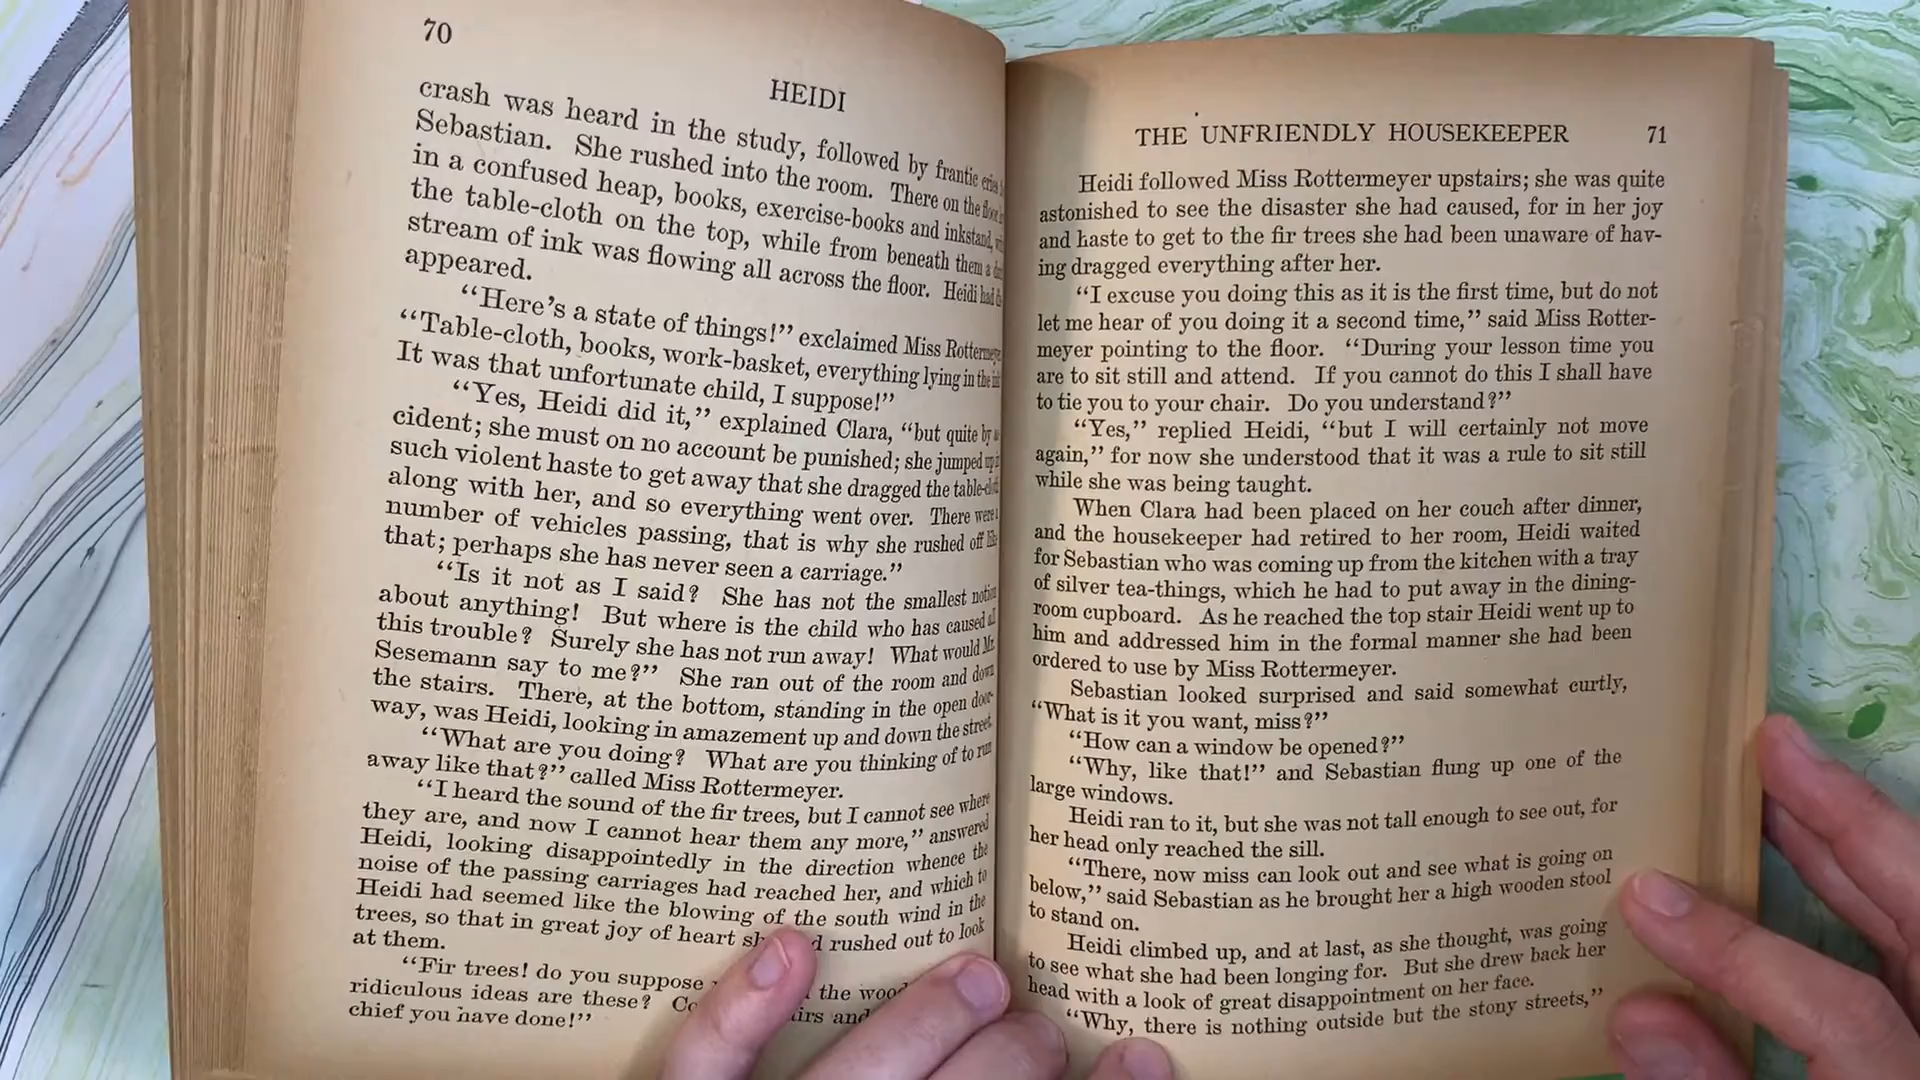 70
HEIDI
crash was heard in the study, followed by frantic cries
Sebastian. She rushed into the room. There on the floor
in a confused heap, books, exercise-books and inkstand,
the table-cloth on the top, while from beneath them a
stream of ink was flowing all across the floor. Heidi had
appeared.
“Here’s a state of things!” exclaimed Miss Rottermeyer
“Table-cloth, books, work-basket, everything lying in the
It was that unfortunate child, I suppose!”
“Yes, Heidi did it,” explained Clara, “but quite by
cident; she must on no account be punished; she jumped up
such violent haste to get away that she dragged the table-cloth
along with her, and so everything went over. There were
number of vehicles passing, that is why she rushed off like
that; perhaps she has never seen a carriage.”
“Is it not as I said? She has not the smallest notion
about anything! But where is the child who has caused all
this trouble? Surely she has not run away! What would Mr.
Sesemann say to me?” She ran out of the room and down
the stairs. There, at the bottom, standing in the open door-
way, was Heidi, looking in amazement up and down the street.
“What are you doing? What are you thinking of to run
away like that?” called Miss Rottermeyer.
“I heard the sound of the fir trees, but I cannot see where
they are, and now I cannot hear them any more,” answered
Heidi, looking disappointedly in the direction whence the
noise of the passing carriages had reached her, and which to
Heidi had seemed like the blowing of the south wind in the
trees, so that in great joy of heart rushed out to look
at them.
“Fir trees! do you suppose the
ridiculous ideas are these? and
chief you have done!”
THE UNFRIENDLY HOUSEKEEPER 71
Heidi followed Miss Rottermeyer upstairs; she was quite
astonished to see the disaster she had caused, for in her joy
and haste to get to the fir trees she had been unaware of hav-
ing dragged everything after her.
“I excuse you doing this as it is the first time, but do not
let me hear of you doing it a second time,” said Miss Rotter-
meyer pointing to the floor. “During your lesson time you
are to sit still and attend. If you cannot do this I shall have
to tie you to your chair. Do you understand?”
“Yes,” replied Heidi, “but I will certainly not move
again,” for now she understood that it was a rule to sit still
while she was being taught.
When Clara had been placed on her couch after dinner,
and the housekeeper had retired to her room, Heidi waited
for Sebastian who was coming up from the kitchen with a tray
of silver tea-things, which he had to put away in the dining-
room cupboard. As he reached the top stair Heidi went up to
him and addressed him in the formal manner she had been
ordered to use by Miss Rottermeyer.
Sebastian looked surprised and said somewhat curtly,
“What is it you want, miss?”
“How can a window be opened?”
“Why, like that!” and Sebastian flung up one of the
large windows.
Heidi ran to it, but she was not tall enough to see out, for
her head only reached the sill.
“There, now miss can look out and see what is going on
below,” said Sebastian as he brought her a high wooden stool
to stand on.
Heidi climbed up, and at last, as she thought, was going
to see what she had been longing for. But she drew back her
head with a look of great disappointment on her face.
“Why, there is nothing outside but the stony streets,”